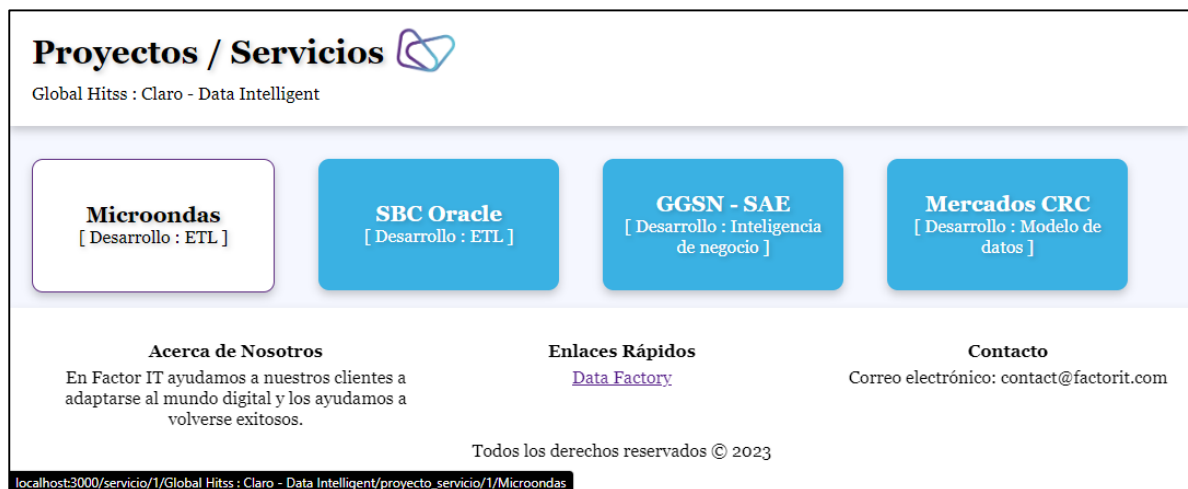 Proyectos / Servicios
Global Hitss : Claro - Data Intelligent
Microondas
[ Desarrollo : ETL ]
SBC Oracle
[ Desarrollo : ETL ]
GGSN - SAE
[ Desarrollo : Inteligencia
de negocio ]
Mercados CRC
[ Desarrollo : Modelo de
datos ]
Acerca de Nosotros
En Factor IT ayudamos a nuestros clientes a
adaptarse al mundo digital y los ayudamos a
volverse exitosos.
Enlaces Rápidos
Data Factory
Contacto
Correo electrónico: contact@factorit.com
Todos los derechos reservados © 2023
localhost:3000/servicio/1/Global Hitss : Claro - Data Intelligent/proyecto_servicio/1/Microondas